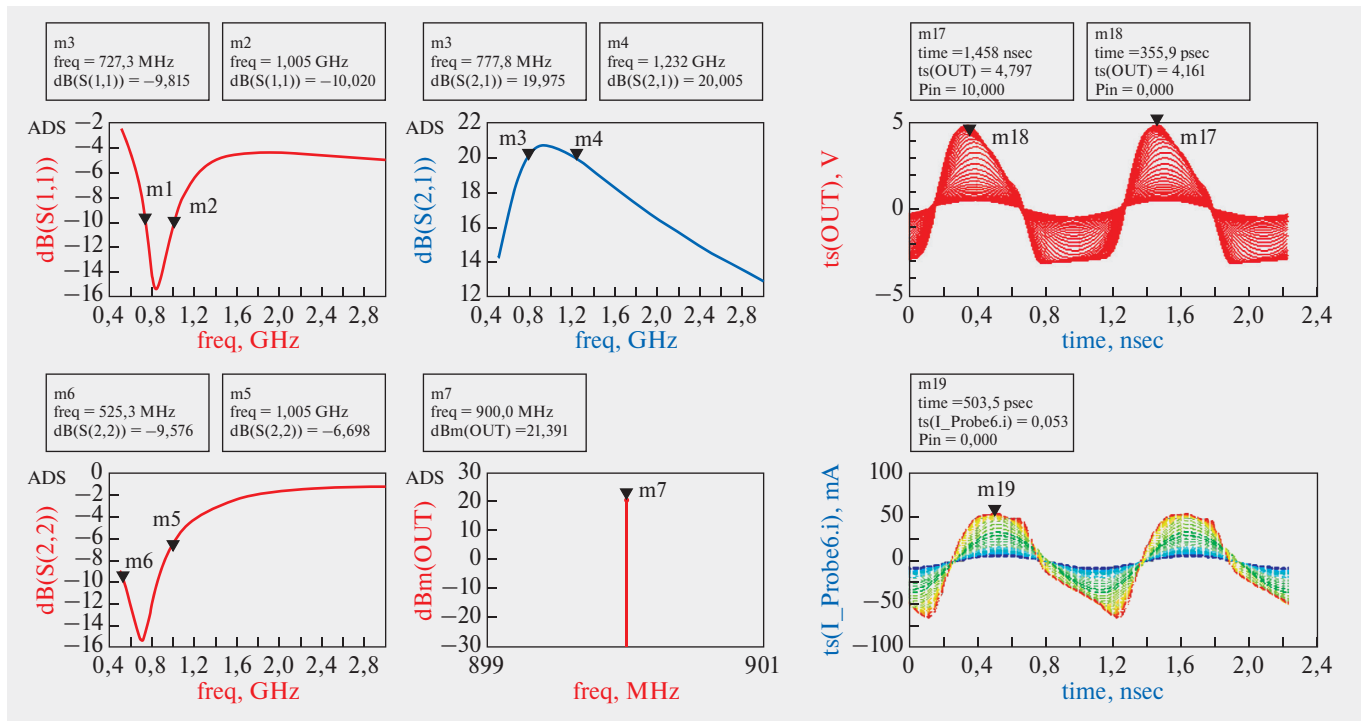 m3
freq = 727,3 MHz
dB(S(1,1)) = −9,815
m2
freq = 1,005 GHz
dB(S(1,1)) = −10,020
m3
freq = 777,8 MHz
dB(S(2,1)) = 19,975
m4
freq = 1,232 GHz
dB(S(2,1)) = 20,005
m17
time =1,458 nsec
ts(OUT) = 4,797
Pin = 10,000
m18
time =355,9 psec
ts(OUT) = 4,161
Pin = 0,000
ADS
dB(S(1,1))
−2
−4
−6
−8
−10
−12
−14
−16
m1
m2
0,4 0,8 1,2 1,6 2,0 2,4 2,8
freq, GHz
ADS
dB(S(2,1))
22
20
18
16
14
12
m3
m4
0,4 0,8 1,2 1,6 2,0 2,4 2,8
freq, GHz
ts(OUT), V
5
0
−5
m18
m17
0 0,4 0,8 1,2 1,6 2,0 2,4
time, nsec
m6
freq = 525,3 MHz
dB(S(2,2)) = −9,576
m5
freq = 1,005 GHz
dB(S(2,2)) = −6,698
m7
freq = 900,0 MHz
dBm(OUT) =21,391
m19
time =503,5 psec
ts(I_Probe6.i) = 0,053
Pin = 0,000
ADS
dB(S(2,2))
0
−2
−4
−6
−8
−10
−12
−14
−16
m6
m5
0,4 0,8 1,2 1,6 2,0 2,4 2,8
freq, GHz
ADS
dBm(OUT)
30
20
10
0
−10
−20
−30
m7
899 901
freq, MHz
ts(I_Probe6.i), mA
100
50
0
−50
−100
m19
0 0,4 0,8 1,2 1,6 2,0 2,4
time, nsec